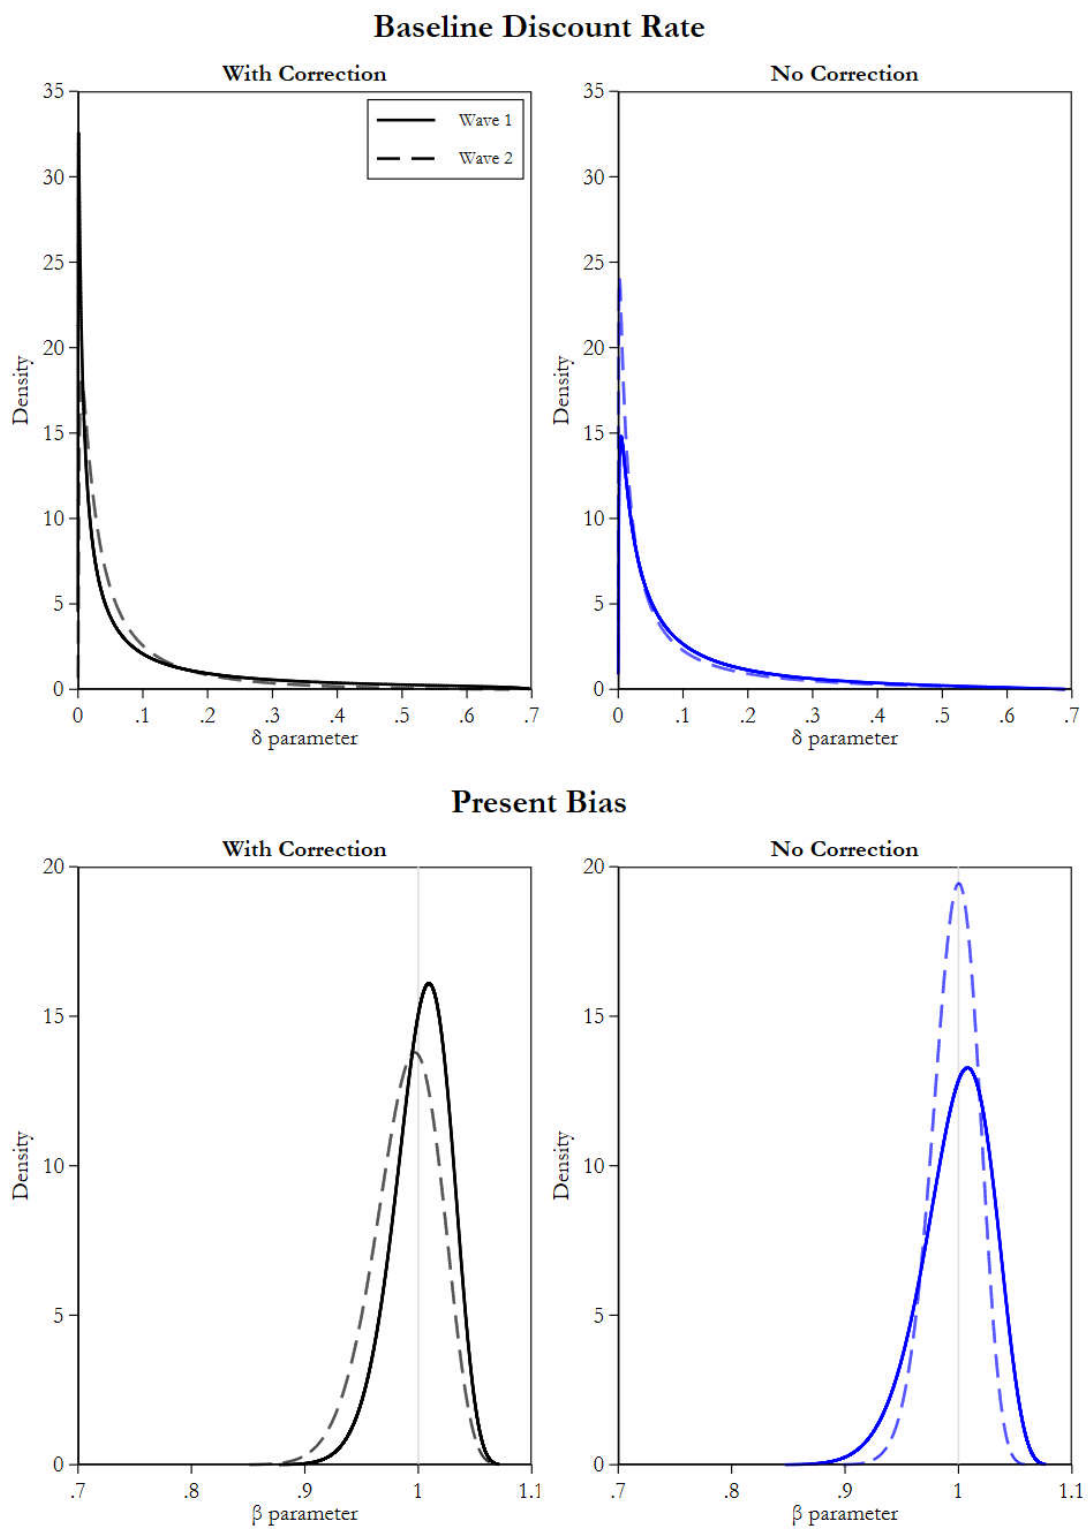 Baseline Discount Rate
With Correction
No Correction
35
30
25
20
15
10
5
0
Density
Wave 1
Wave 2
0 .1 .2 .3 .4 .5 .6 .7
δ parameter
35
30
25
20
15
10
5
0
Density
0 .1 .2 .3 .4 .5 .6 .7
δ parameter
Present Bias
With Correction
No Correction
20
15
10
5
0
Density
.7 .8 .9 1 1.1
β parameter
20
15
10
5
0
Density
.7 .8 .9 1 1.1
β parameter